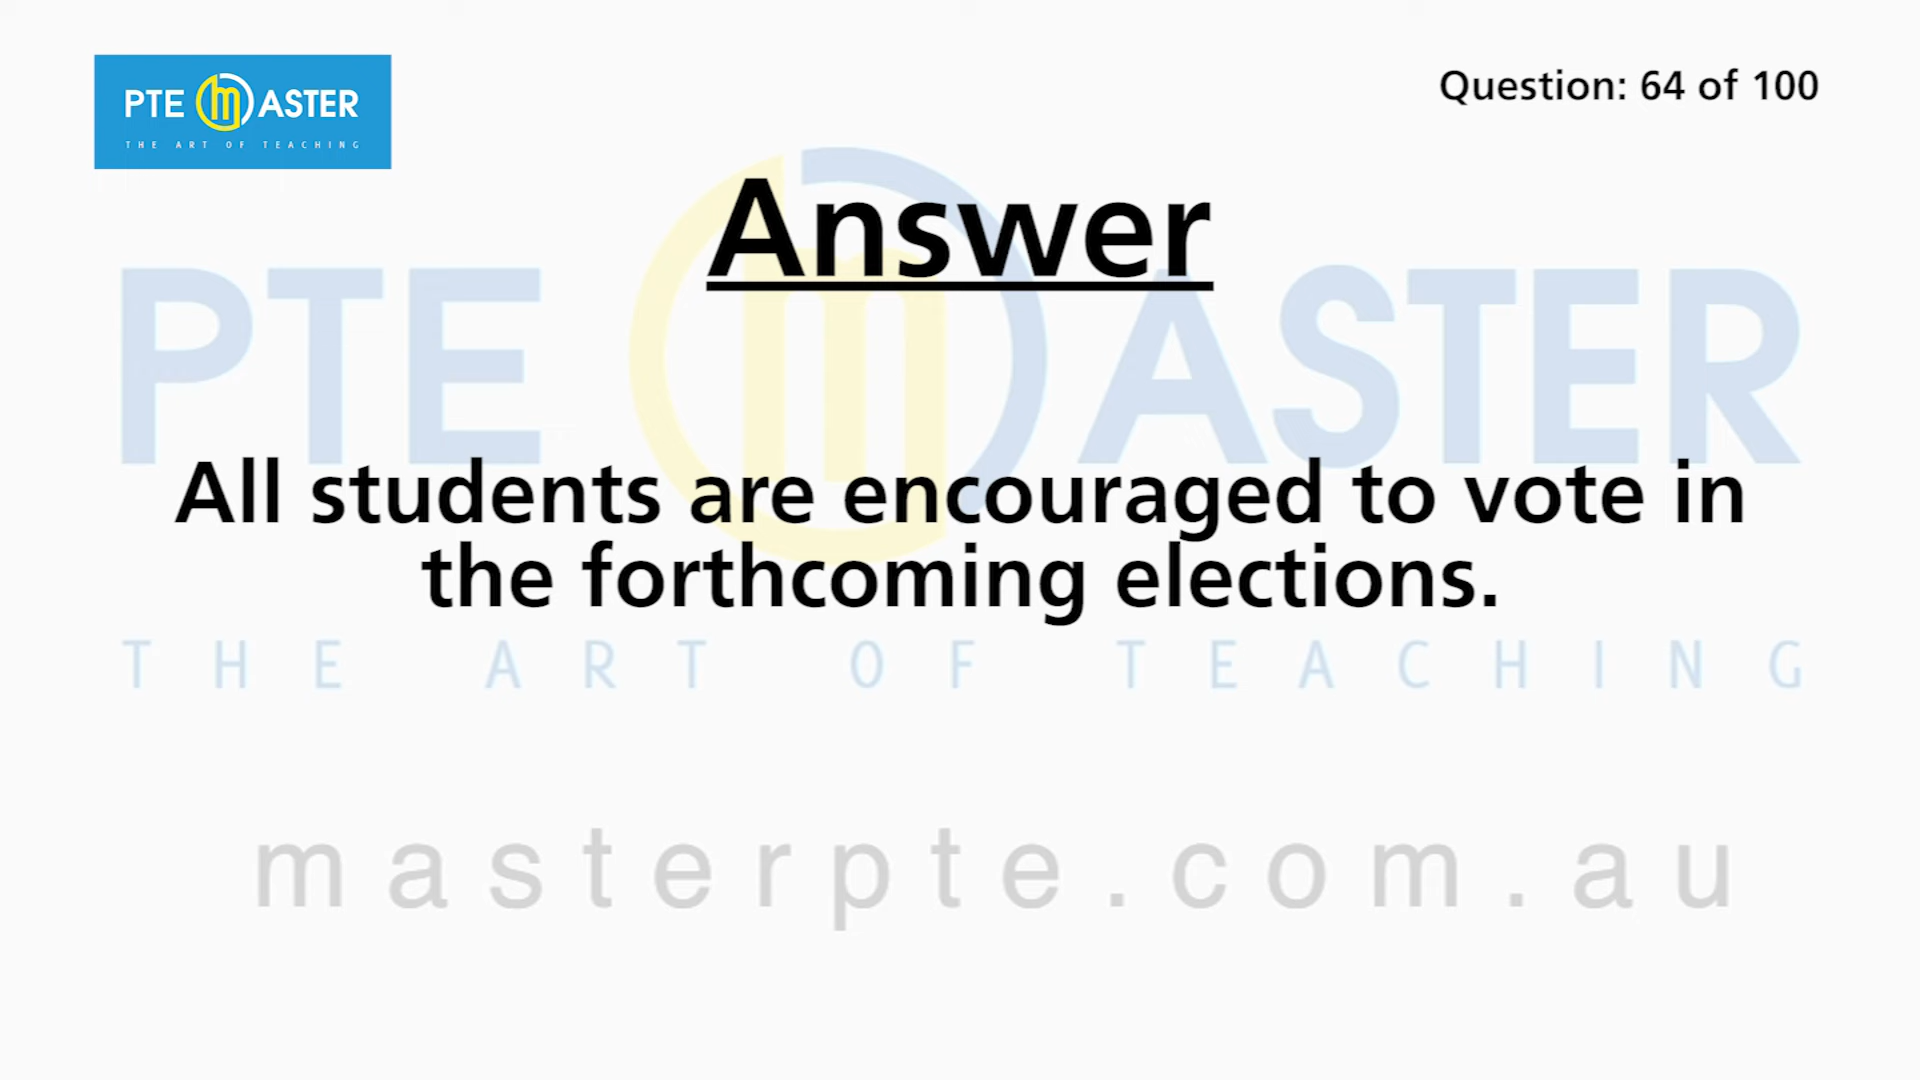 PTE MASTER
THE ART OF TEACHING
Question: 64 of 100
Answer
PTE MASTER
All students are encouraged to vote in
the forthcoming elections.
THE ART OF TEACHING
masterpte.com.au